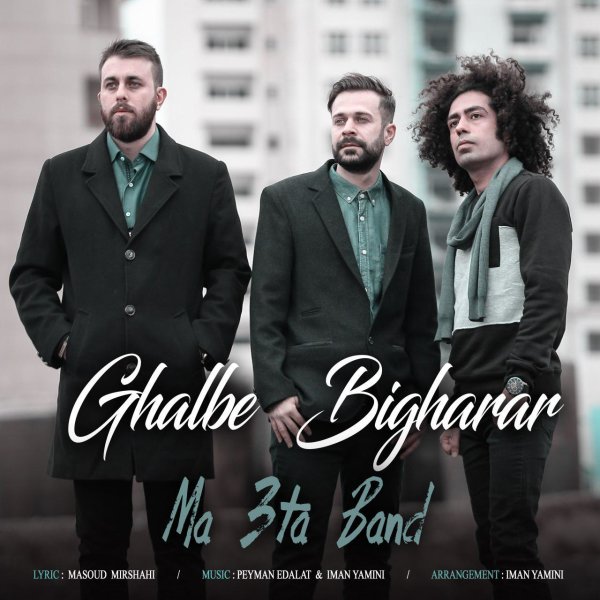 Ghalbe Bigharar
Ma 3ta Band
LYRIC : MASOUD MIRSHAHI / MUSIC : PEYMAN EDALAT & IMAN YAMINI / ARRANGEMENT : IMAN YAMINI